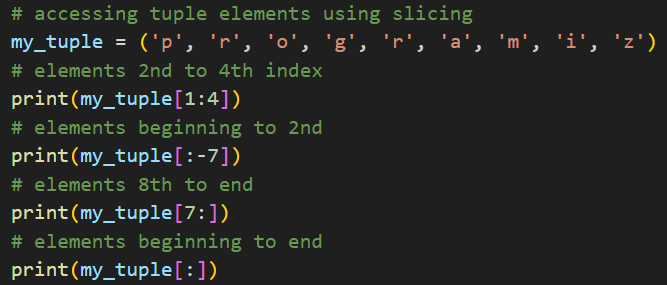 # accessing tuple elements using slicing
my_tuple = ('p', 'r', 'o', 'g', 'r', 'a', 'm', 'i', 'z')
# elements 2nd to 4th index
print(my_tuple[1:4])
# elements beginning to 2nd
print(my_tuple[:-7])
# elements 8th to end
print(my_tuple[7:])
# elements beginning to end
print(my_tuple[:])